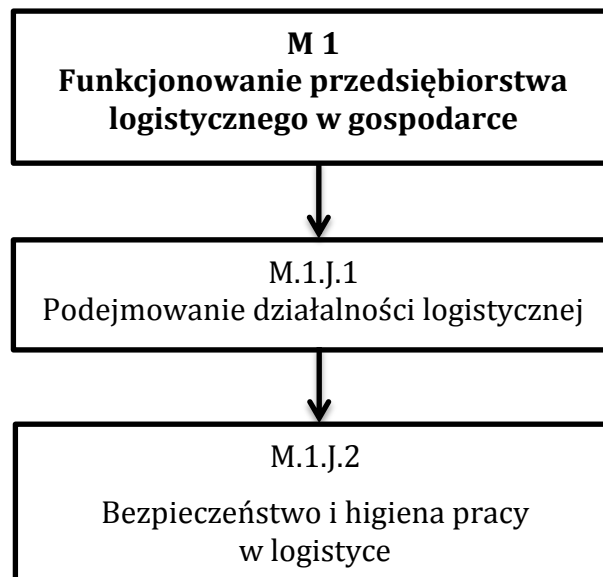 M 1
Funkcjonowanie przedsiębiorstwa
logistycznego w gospodarce
M.1.J.1
Podejmowanie działalności logistycznej
M.1.J.2
Bezpieczeństwo i higiena pracy
w logistyce